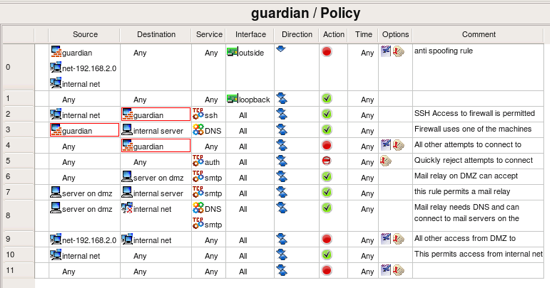 guardian / Policy
Source Destination Service Interface Direction Action Time Options Comment
0 guardian Any Any outside Any anti spoofing rule
net-192.168.2.0
internal net
1 Any Any Any loopback Any
2 internal net guardian ssh All Any SSH Access to firewall is permitted
3 guardian internal server DNS All Any Firewall uses one of the machines
4 Any guardian Any All Any All other attempts to connect to
5 Any Any auth All Any Quickly reject attempts to connect
6 Any server on dmz smtp All Any Mail relay on DMZ can accept
7 server on dmz internal server smtp All Any this rule permits a mail relay
8 server on dmz internal net DNS All Any Mail relay needs DNS and can
smtp connect to mail servers on the
9 net-192.168.2.0 internal net Any All Any All other access from DMZ to
10 internal net Any Any All Any This permits access from internal net
11 Any Any Any All Any